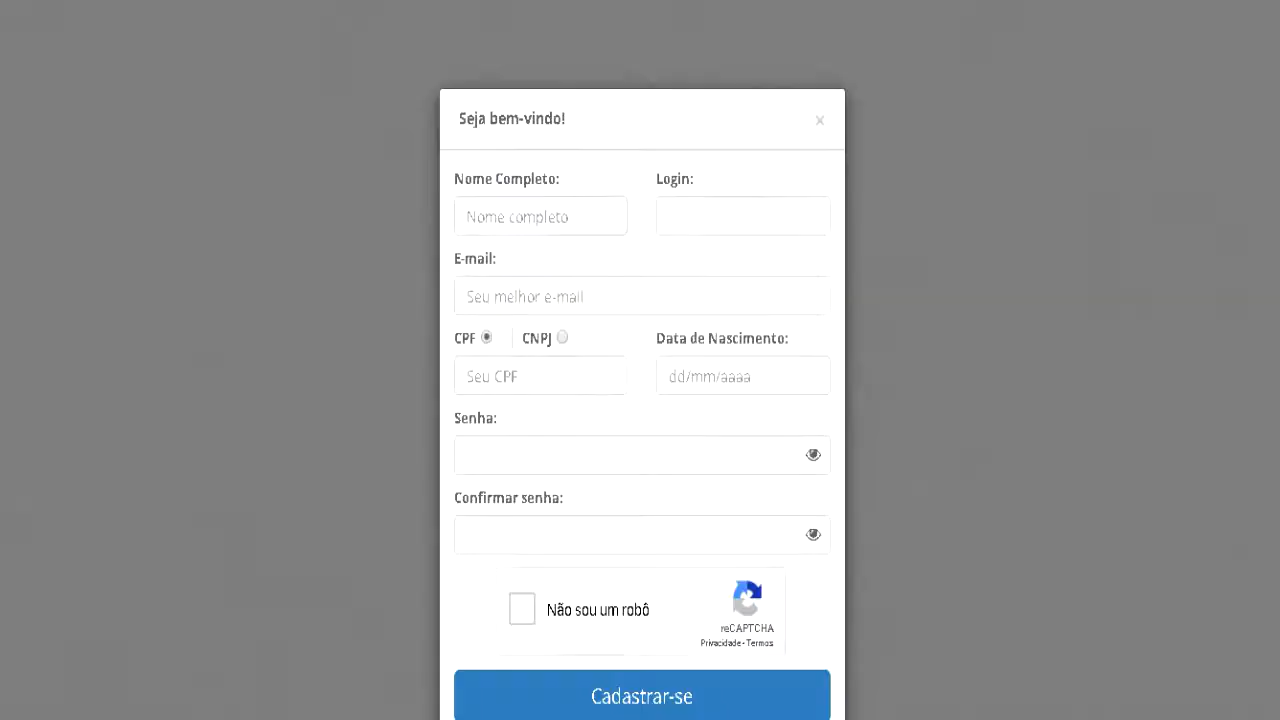 Seja bem-vindo!
×
Nome Completo: Login:
Nome completo
E-mail:
Seu melhor e-mail
CPF CNPJ Data de Nascimento:
Seu CPF dd/mm/aaaa
Senha:
Confirmar senha:
Não sou um robô
reCAPTCHA
Privacidade - Termos
Cadastrar-se